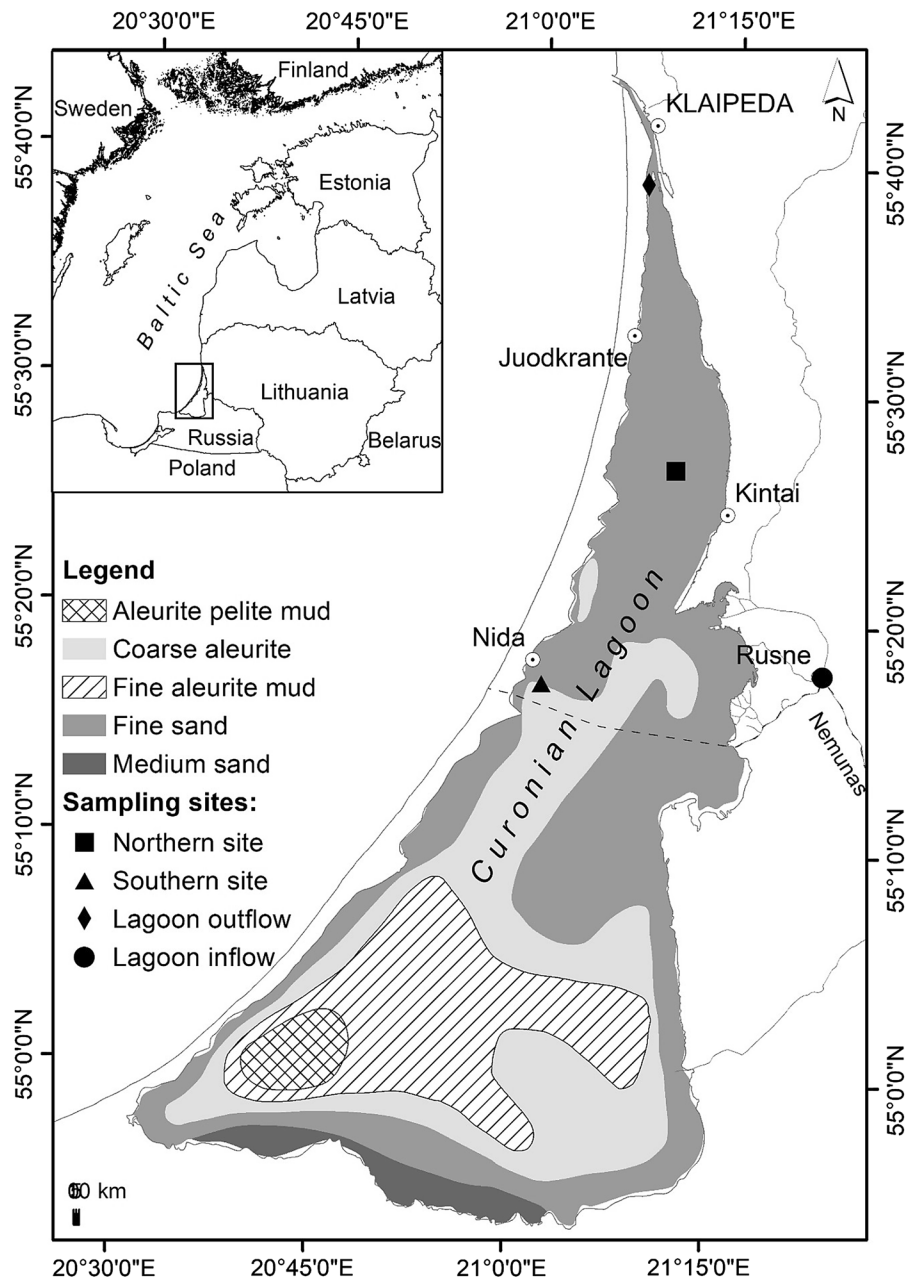 20°30'0"E
20°45'0"E
21°0'0"E
21°15'0"E
55°40'0"N
55°30'0"N
55°20'0"N
55°10'0"N
55°0'0"N
Finland
Sweden
Estonia
Baltic Sea
Latvia
Lithuania
Russia
Belarus
Poland
N
KLAIPEDA
Juodkrante
Kintai
Nida
Rusne
Nemunas
Curonian Lagoon
Legend
Aleurite pelite mud
Coarse aleurite
Fine aleurite mud
Fine sand
Medium sand
Sampling sites:
Northern site
Southern site
Lagoon outflow
Lagoon inflow
km
55°40'0"N
55°30'0"N
55°20'0"N
55°10'0"N
55°0'0"N
20°30'0"E
20°45'0"E
21°0'0"E
21°15'0"E